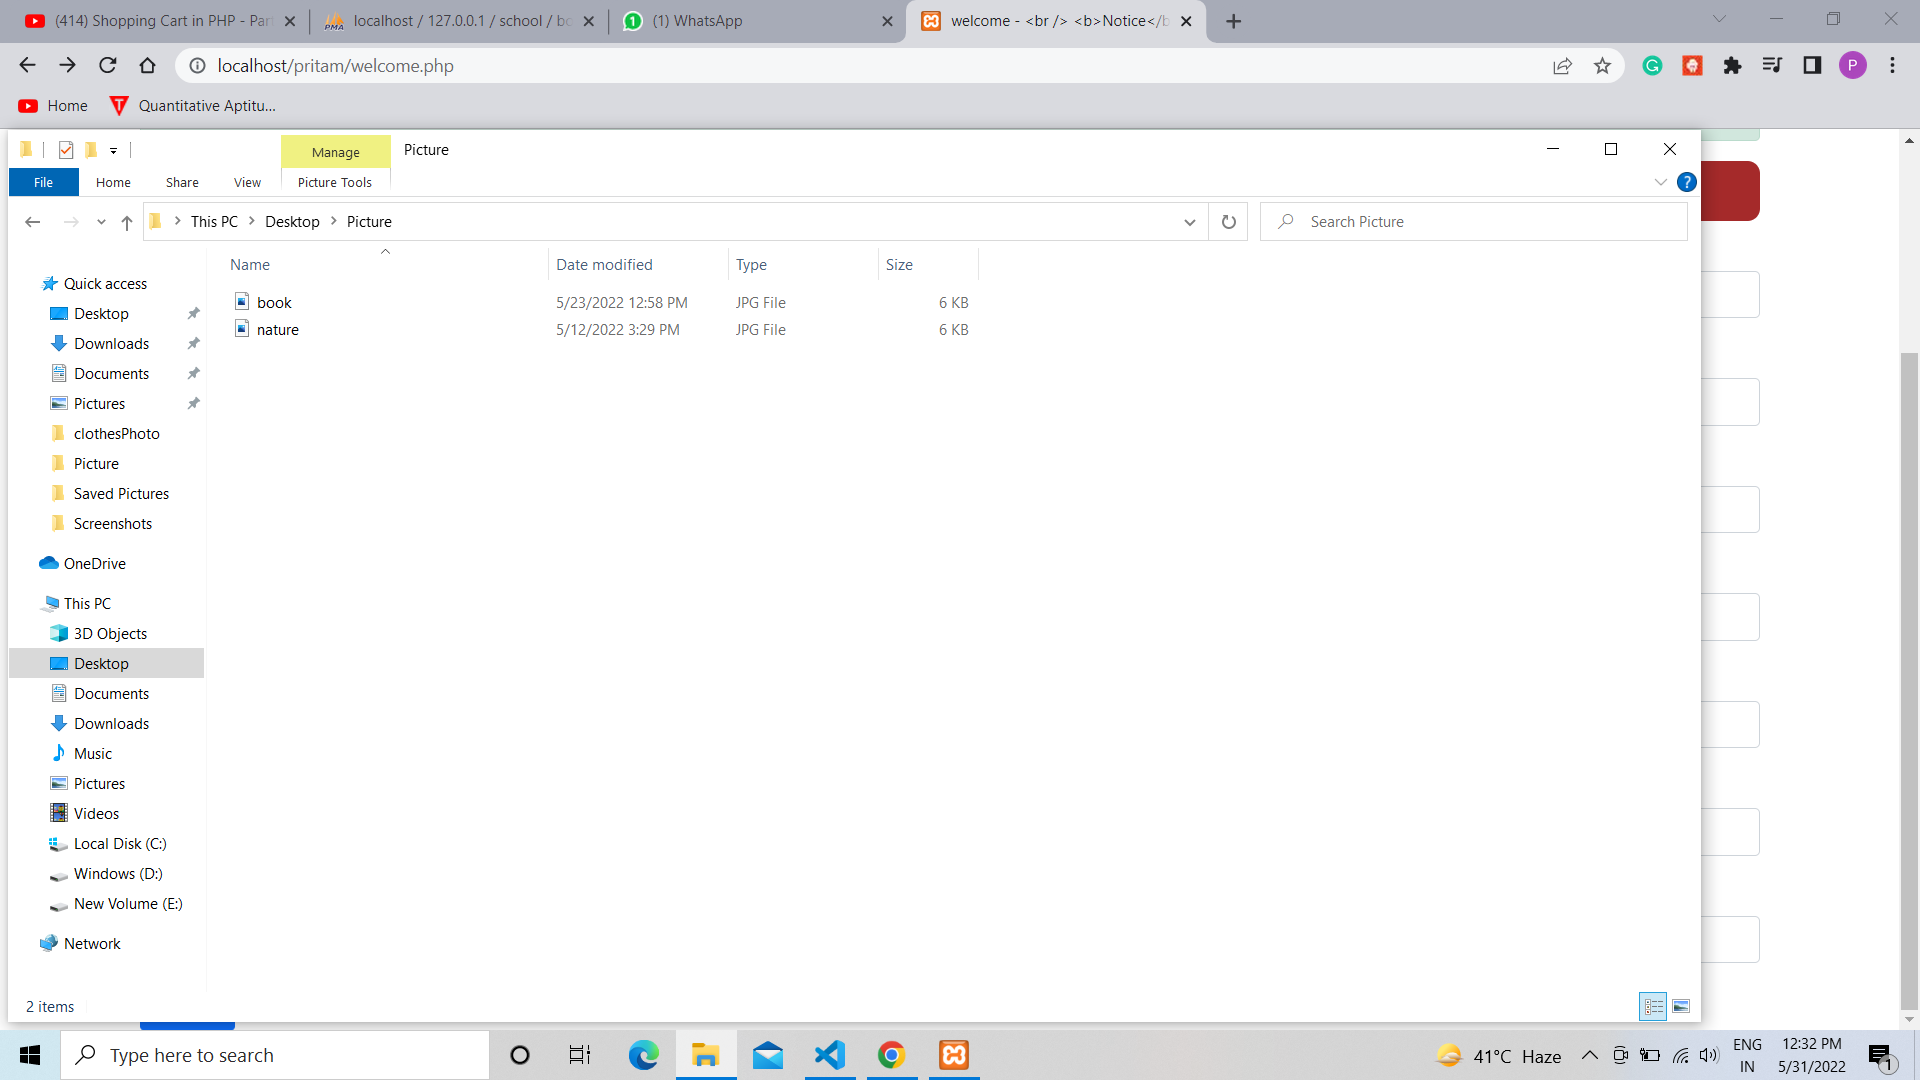 (414) Shopping Cart in PHP - Par
localhost / 127.0.0.1 / school / bo
(1) WhatsApp
welcome - <br /> <b>Notice</b
localhost/pritam/welcome.php
P
Home
Quantitative Aptitu...
Manage
Picture
File
Home
Share
View
Picture Tools
This PC
Desktop
Picture
Search Picture
Name
Date modified
Type
Size
book
5/23/2022 12:58 PM
JPG File
6 KB
nature
5/12/2022 3:29 PM
JPG File
6 KB
Quick access
Desktop
Downloads
Documents
Pictures
clothesPhoto
Picture
Saved Pictures
Screenshots
OneDrive
This PC
3D Objects
Desktop
Documents
Downloads
Music
Pictures
Videos
Local Disk (C:)
Windows (D:)
New Volume (E:)
Network
2 items
Type here to search
41°C Haze
ENG
IN
12:32 PM
5/31/2022
1